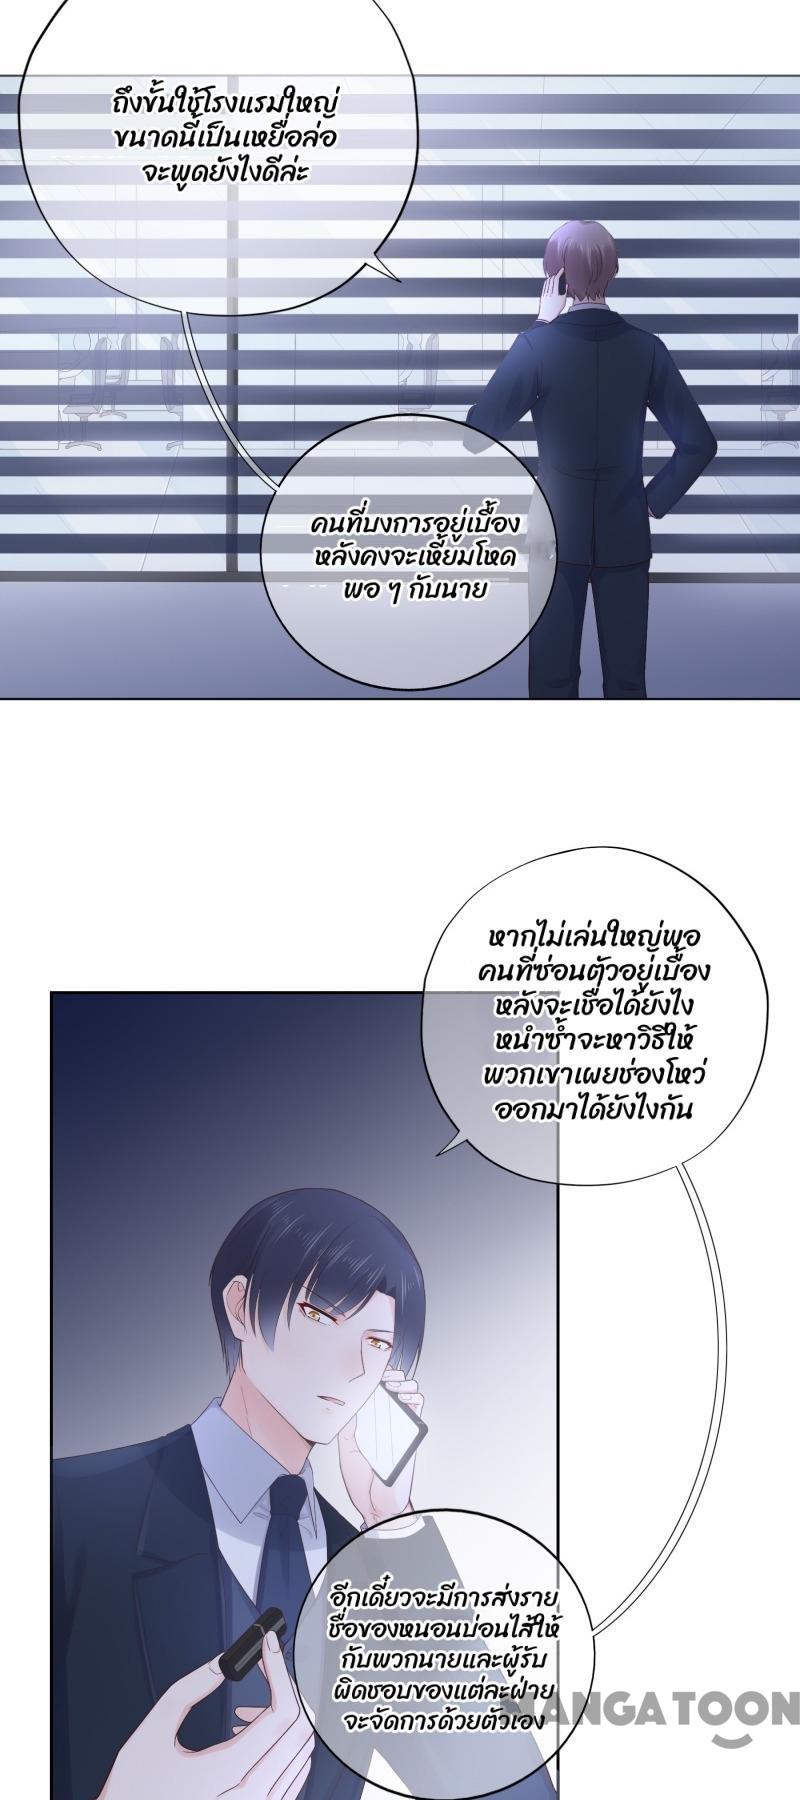 ถึงขั้นใช้โรงแรมใหญ่
ขนาดนี้เป็นเหยื่อล่อ
จะพูดยังไงดีล่ะ
คนที่บงการอยู่เบื้อง
หลังคงจะเหี้ยมโหด
พอ ๆ กับนาย
หากไม่เล่นใหญ่พอ
คนที่ซ่อนตัวอยู่เบื้อง
หลังจะเชื่อได้ยังไง
หนำซ้ำจะหาวิธีให้
พวกเขาเผยช่องโหว่
ออกมาได้ยังไงกัน
อีกเดี๋ยวจะมีการส่งราย
ชื่อของหนอนบ่อนไส้ให้
กับพวกนายและผู้รับ
ผิดชอบของแต่ละฝ่าย
จะจัดการด้วยตัวเอง
MANGATOON